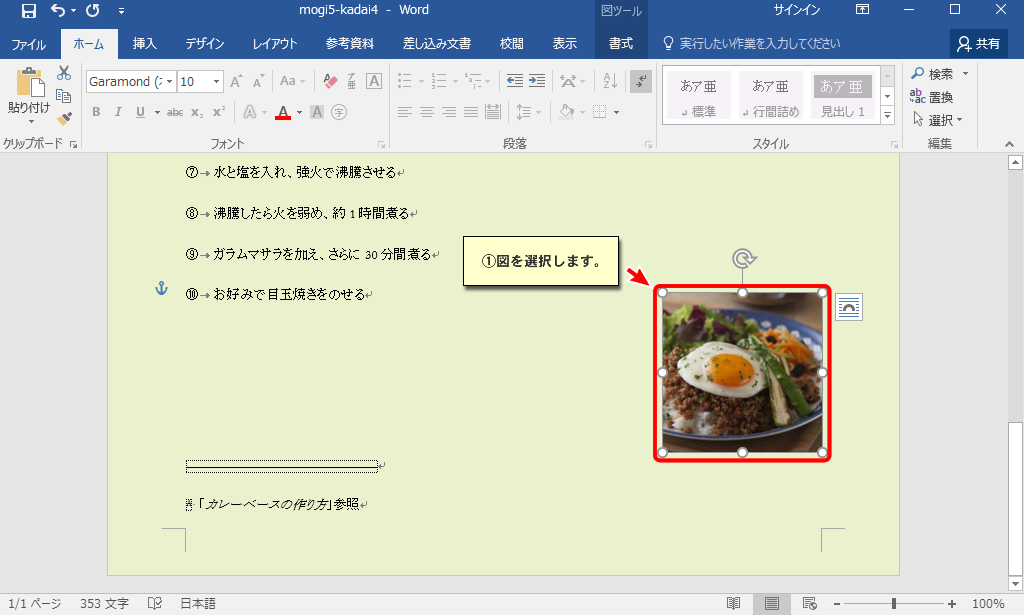 mogi5-kadai4 - Word
図ツール
サインイン
ファイル ホーム 挿入 デザイン レイアウト 参考資料 差し込み文書 校閲 表示 書式 実行したい作業を入力してください 共有
貼り付け
クリップボード
Garamond (: 10
Aa
B I U abc x₂ x²
A A A 字
フォント
段落
あア亜 あア亜 あア亜
標準 行間詰め 見出し 1
スタイル
検索
置換
選択
編集
⑦→ 水と塩を入れ、強火で沸騰させる
⑧→ 沸騰したら火を弱め、約 1 時間煮る
⑨→ ガラムマサラを加え、さらに 30 分間煮る
⑩→ お好みで目玉焼きをのせる
①図を選択します。
「カレーベースの作り方」参照
1/1 ページ 353 文字 日本語 100%